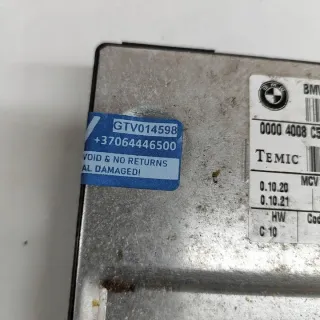 GTV014598
+37064446500
VOID & NO RETURNS
AL DAMAGED!
BMW
0000 4008 C5
TEMIC
MCV
0.10.20
0.10.21
HW
Cod
C 10